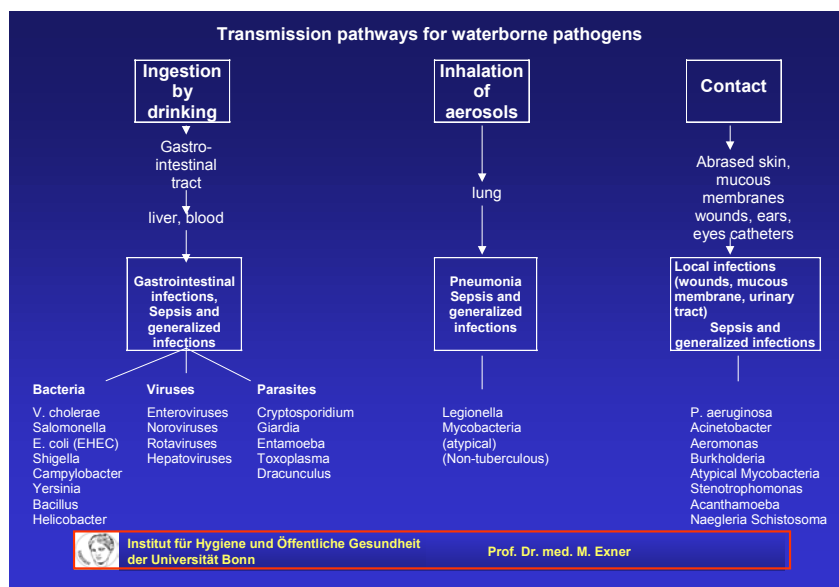 Transmission pathways for waterborne pathogens
Ingestion
by
drinking
Gastro-
intestinal
tract
liver, blood
Gastrointestinal
infections,
Sepsis and
generalized
infections
Bacteria
V. cholerae
Salomonella
E. coli (EHEC)
Shigella
Campylobacter
Yersinia
Bacillus
Helicobacter
Viruses
Enteroviruses
Noroviruses
Rotaviruses
Hepatoviruses
Parasites
Cryptosporidium
Giardia
Entamoeba
Toxoplasma
Dracunculus
Inhalation
of
aerosols
lung
Pneumonia
Sepsis and
generalized
infections
Legionella
Mycobacteria
(atypical)
(Non-tuberculous)
Contact
Abrased skin,
mucous
membranes
wounds, ears,
eyes catheters
Local infections
(wounds, mucous
membrane, urinary
tract)
Sepsis and
generalized infections
P. aeruginosa
Acinetobacter
Aeromonas
Burkholderia
Atypical Mycobacteria
Stenotrophomonas
Acanthamoeba
Naegleria Schistosoma
Institut für Hygiene und Öffentliche Gesundheit
der Universität Bonn
Prof. Dr. med. M. Exner